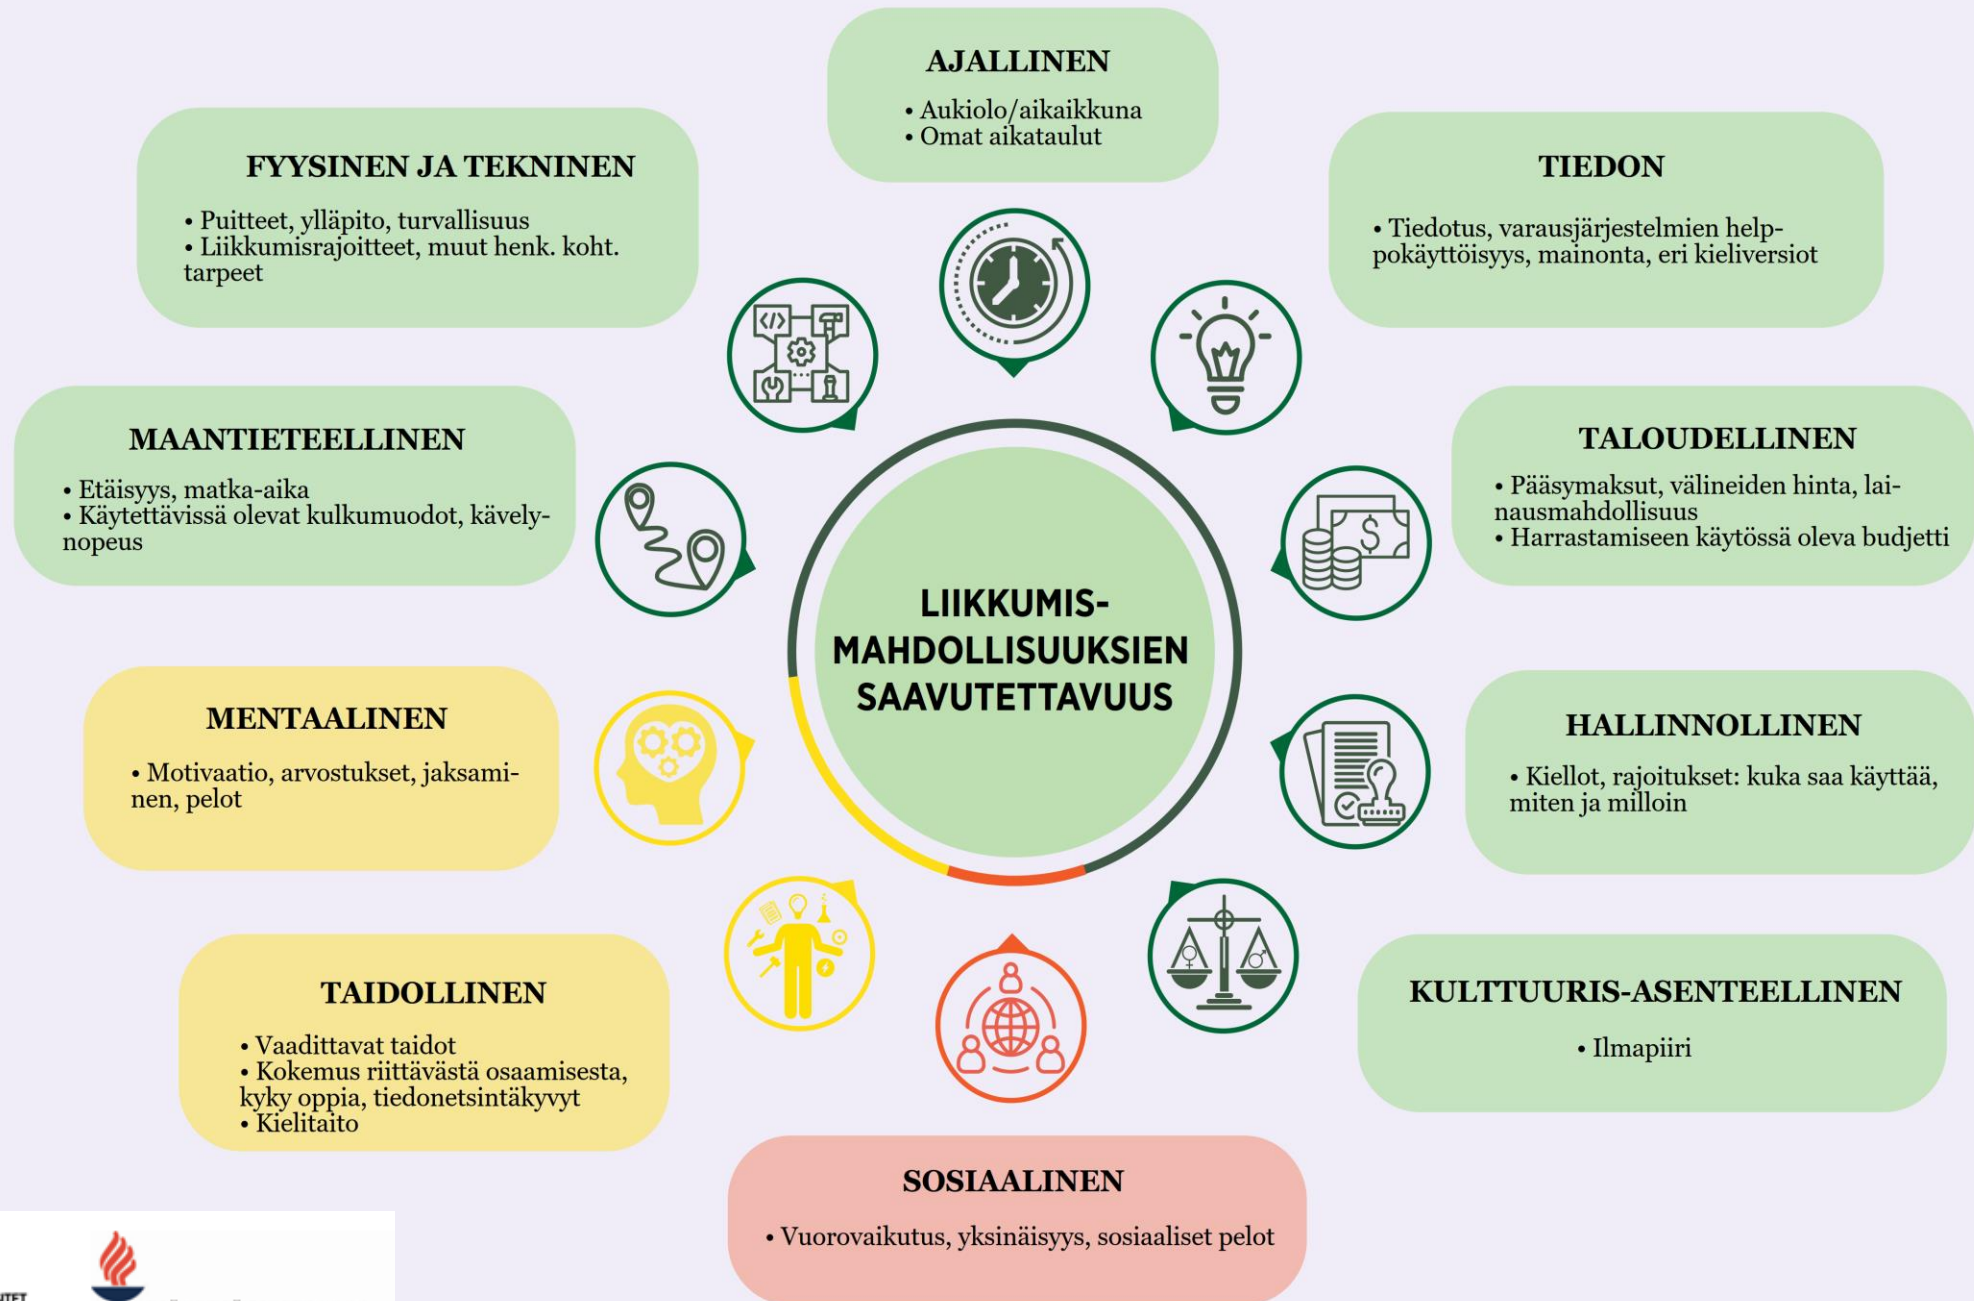 AJALLINEN
• Aukiolo/aikaikkuna
• Omat aikataulut
FYYSINEN JA TEKNINEN
• Puitteet, ylläpito, turvallisuus
• Liikkumisrajoitteet, muut henk. koht.
tarpeet
TIEDON
• Tiedotus, varausjärjestelmien help-
pokäyttöisyys, mainonta, eri kieliversiot
MAANTIETEELLINEN
• Etäisyys, matka-aika
• Käytettävissä olevat kulkumuodot, kävely-
nopeus
TALOUDELLINEN
• Pääsymaksut, välineiden hinta, lai-
nausmahdollisuus
• Harrastamiseen käytössä oleva budjetti
LIIKKUMIS-
MAHDOLLISUUKSIEN
SAAVUTETTAVUUS
MENTAALINEN
• Motivaatio, arvostukset, jaksami-
nen, pelot
HALLINNOLLINEN
• Kiellot, rajoitukset: kuka saa käyttää,
miten ja milloin
TAIDOLLINEN
• Vaadittavat taidot
• Kokemus riittävästä osaamisesta,
kyky oppia, tiedonetsintäkyvyt
• Kielitaito
KULTTUURIS-ASENTEELLINEN
• Ilmapiiri
SOSIAALINEN
• Vuorovaikutus, yksinäisyys, sosiaaliset pelot